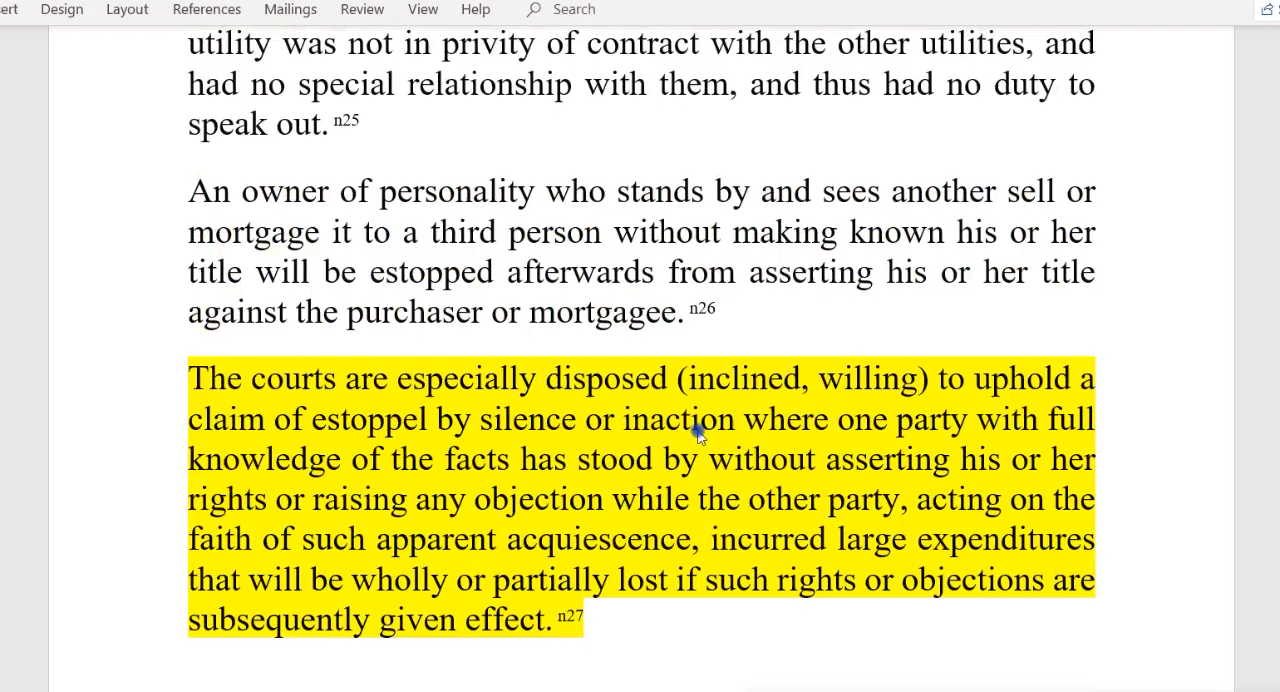 ert Design Layout References Mailings Review View Help Search
utility was not in privity of contract with the other utilities, and
had no special relationship with them, and thus had no duty to
speak out. n25
An owner of personality who stands by and sees another sell or
mortgage it to a third person without making known his or her
title will be estopped afterwards from asserting his or her title
against the purchaser or mortgagee. n26
The courts are especially disposed (inclined, willing) to uphold a
claim of estoppel by silence or inaction where one party with full
knowledge of the facts has stood by without asserting his or her
rights or raising any objection while the other party, acting on the
faith of such apparent acquiescence, incurred large expenditures
that will be wholly or partially lost if such rights or objections are
subsequently given effect. n27